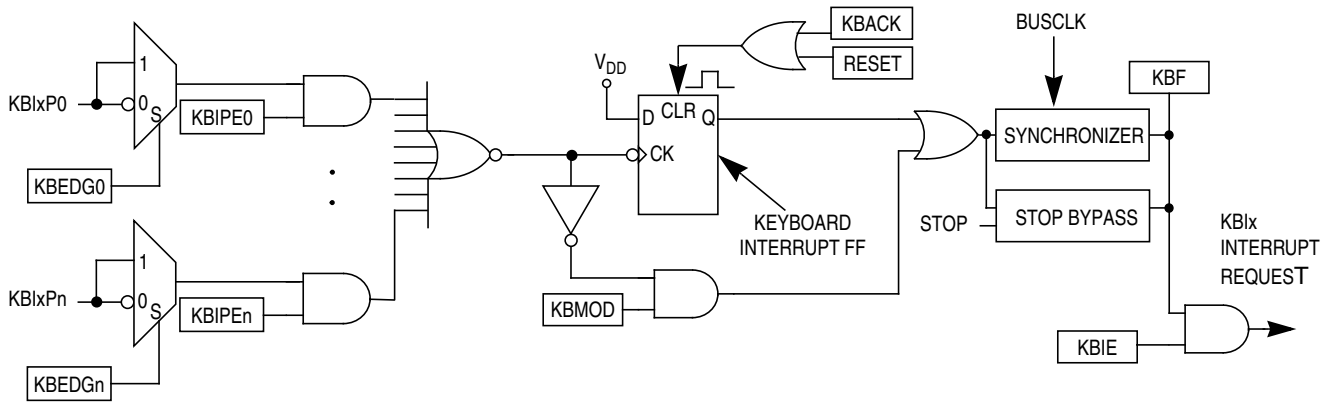 KBACK
RESET
BUSCLK
KBF
VDD
1
0
S
KBIxP0
KBIPE0
KBEDG0
D CLR Q
CK
SYNCHRONIZER
STOP BYPASS
STOP
KEYBOARD
INTERRUPT FF
KBIx
INTERRUPT
REQUEST
1
0
S
KBIxPn
KBIPEn
KBEDGn
KBMOD
KBIE